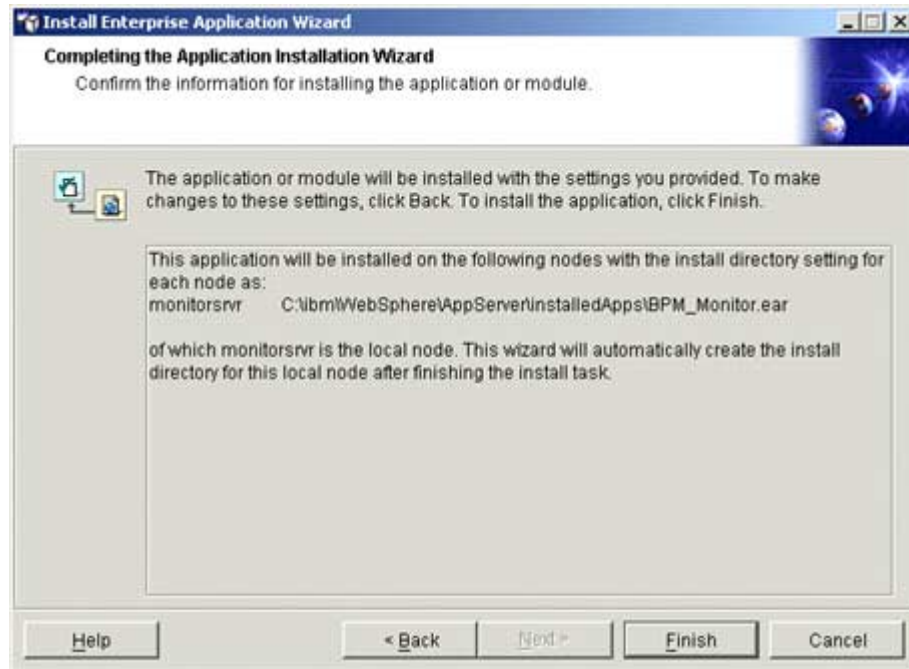 Install Enterprise Application Wizard
Completing the Application Installation Wizard
Confirm the information for installing the application or module.
The application or module will be installed with the settings you provided. To make
changes to these settings, click Back. To install the application, click Finish.
This application will be installed on the following nodes with the install directory setting for
each node as:
monitorsrvr C:\ibm\WebSphere\AppServer\installedApps\BPM_Monitor.ear
of which monitorsrvr is the local node. This wizard will automatically create the install
directory for this local node after finishing the install task.
Help < Back Next > Finish Cancel